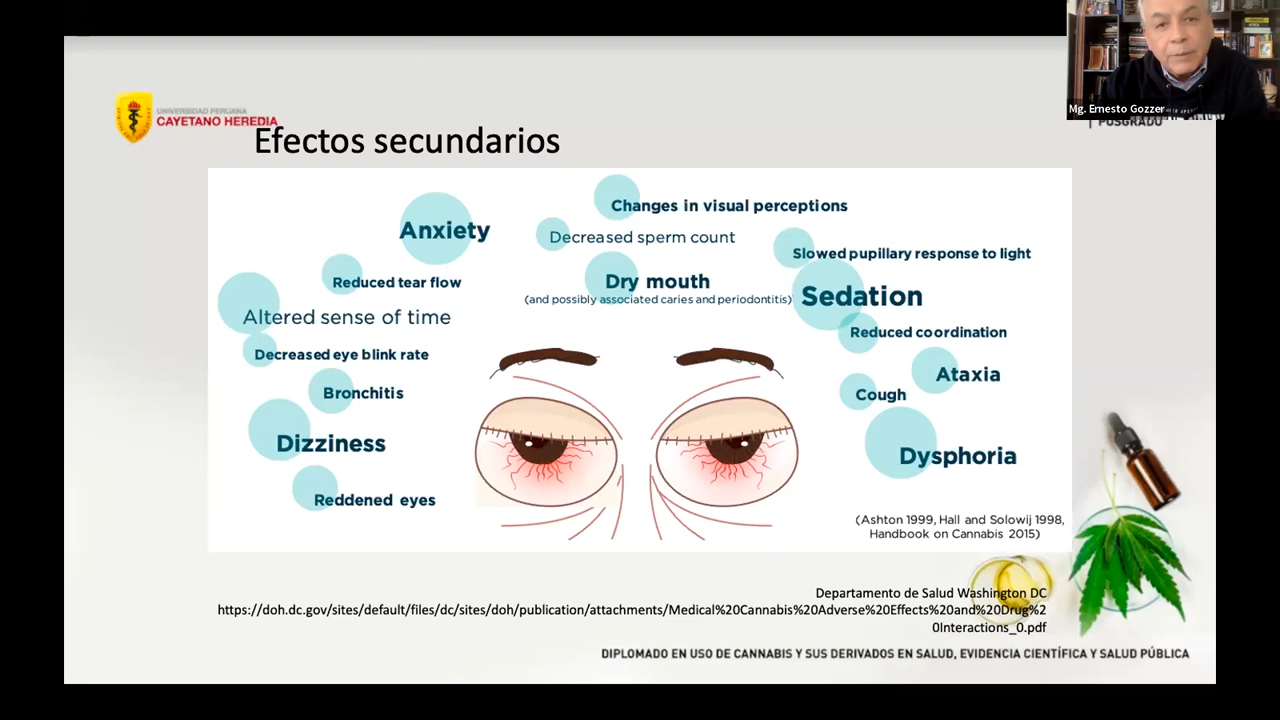 Mg. Ernesto Gozzer
POSGRADO
UNIVERSIDAD PERUANA
CAYETANO HEREDIA
Efectos secundarios
Anxiety
Changes in visual perceptions
Decreased sperm count
Slowed pupillary response to light
Reduced tear flow
Dry mouth
(and possibly associated caries and periodontitis)
Sedation
Altered sense of time
Reduced coordination
Decreased eye blink rate
Ataxia
Bronchitis
Cough
Dizziness
Dysphoria
Reddened eyes
(Ashton 1999, Hall and Solowij 1998,
Handbook on Cannabis 2015)
Departamento de Salud Washington DC
https://doh.dc.gov/sites/default/files/dc/sites/doh/publication/attachments/Medical%20Cannabis%20Adverse%20Effects%20and%20Drug%2
0Interactions_0.pdf
DIPLOMADO EN USO DE CANNABIS Y SUS DERIVADOS EN SALUD, EVIDENCIA CIENTÍFICA Y SALUD PÚBLICA